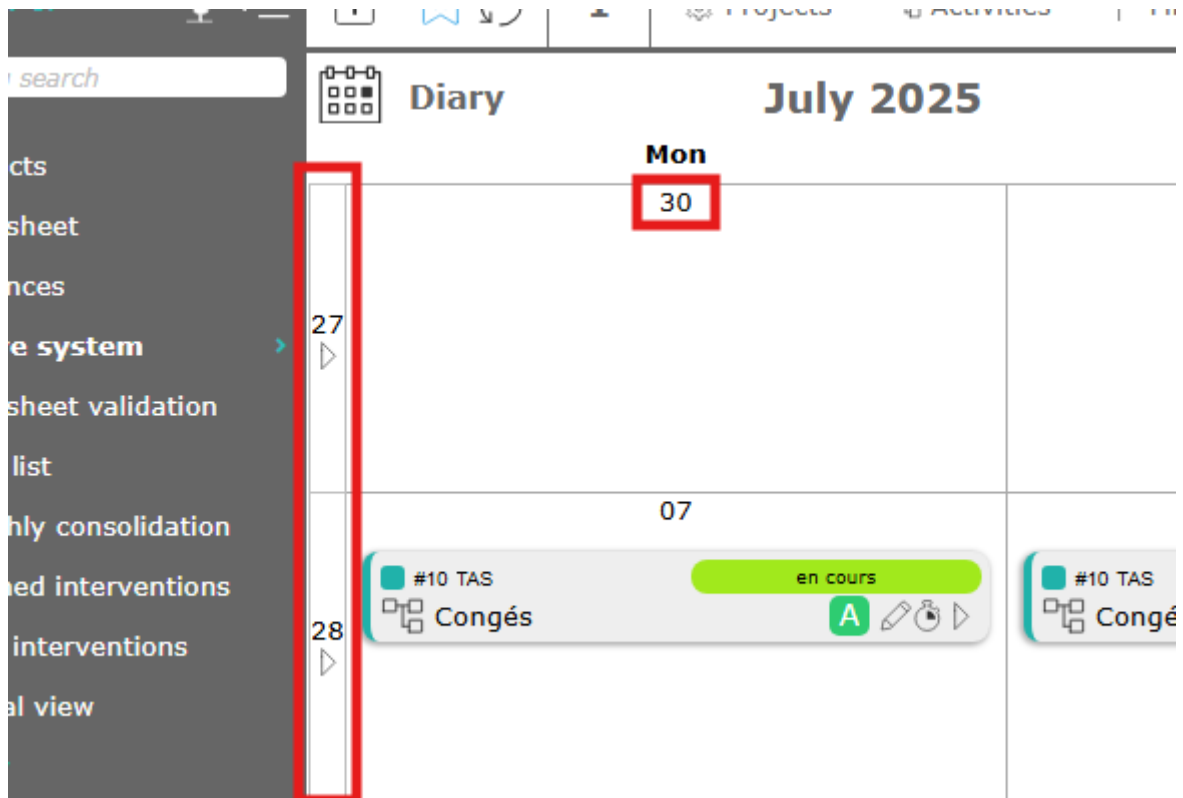 Projects
Activities
search
Diary
July 2025
Mon
cts
sheet
30
nces
27
e system
sheet validation
list
07
hly consolidation
#10 TAS
en cours
#10 TAS
ned interventions
Congés
A
Congé
28
interventions
al view